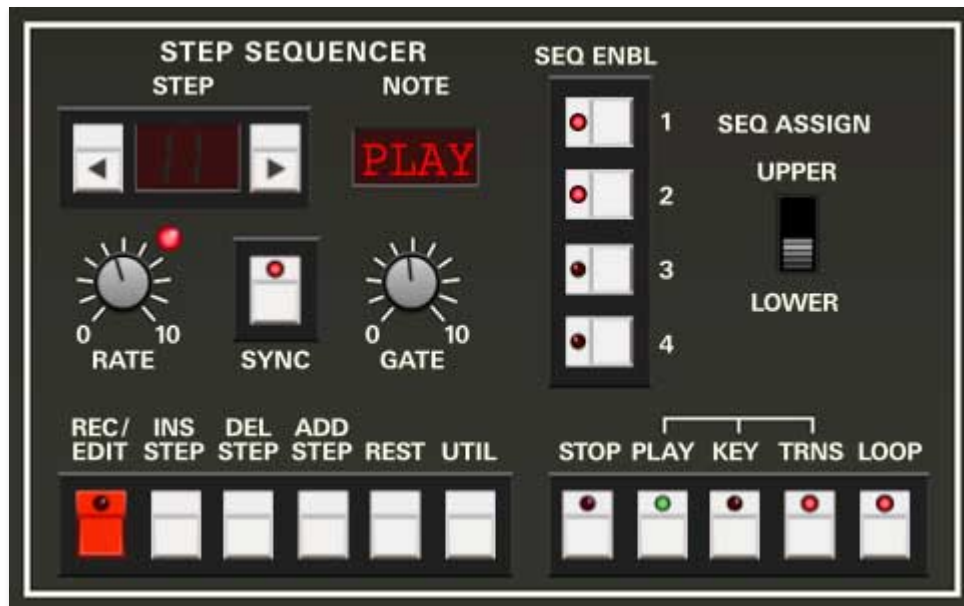 STEP SEQUENCER
STEP
NOTE
SEQ ENBL
11
PLAY
1
2
3
4
SEQ ASSIGN
UPPER
LOWER
0 10
RATE
SYNC
0 10
GATE
REC/
EDIT
INS
STEP
DEL
STEP
ADD
STEP
REST
UTIL
STOP
PLAY
KEY
TRNS
LOOP